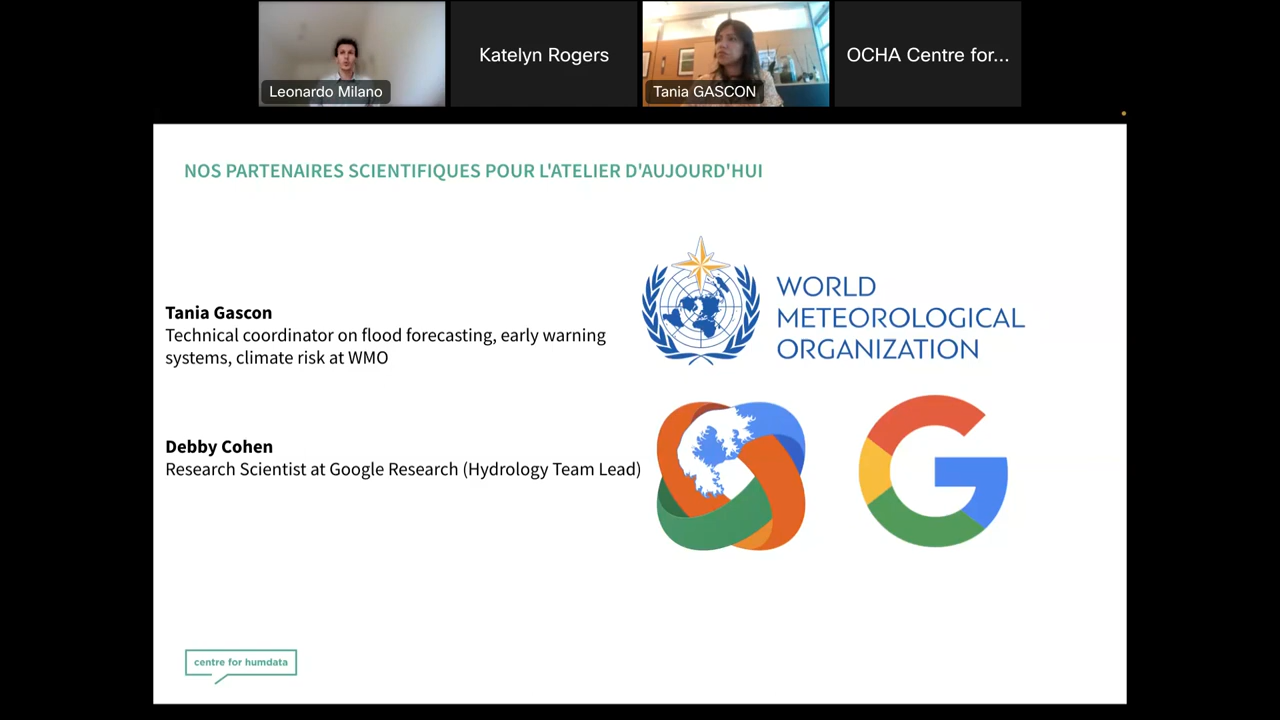 Leonardo Milano
Katelyn Rogers
Tania GASCON
OCHA Centre for...
NOS PARTENAIRES SCIENTIFIQUES POUR L'ATELIER D'AUJOURD'HUI
Tania Gascon
Technical coordinator on flood forecasting, early warning
systems, climate risk at WMO
WORLD
METEOROLOGICAL
ORGANIZATION
Debby Cohen
Research Scientist at Google Research (Hydrology Team Lead)
centre for humdata